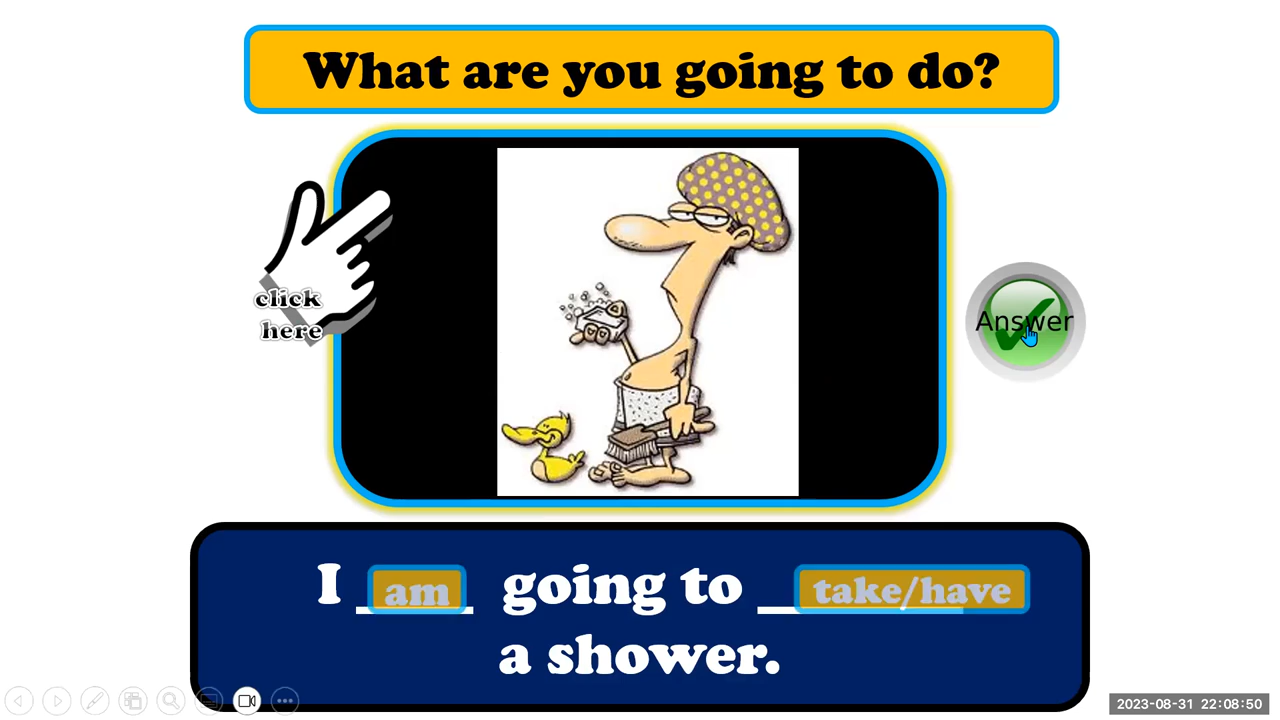 What are you going to do?
click
here
Answer
I am going to take/have
a shower.
2023-08-31 22:08:50